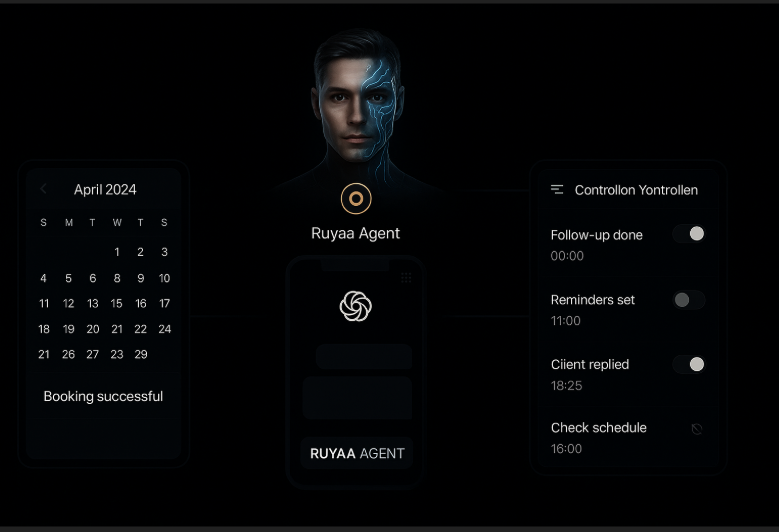 April 2024
S M T W T S
1 2 3
4 5 6 8 9 10
11 12 13 15 16 17
18 19 20 21 22 24
21 26 27 23 29
Booking successful
Ruyaa Agent
RUYAA AGENT
Controllon Yontrollen
Follow-up done
00:00
Reminders set
11:00
Ciient replied
18:25
Check schedule
16:00